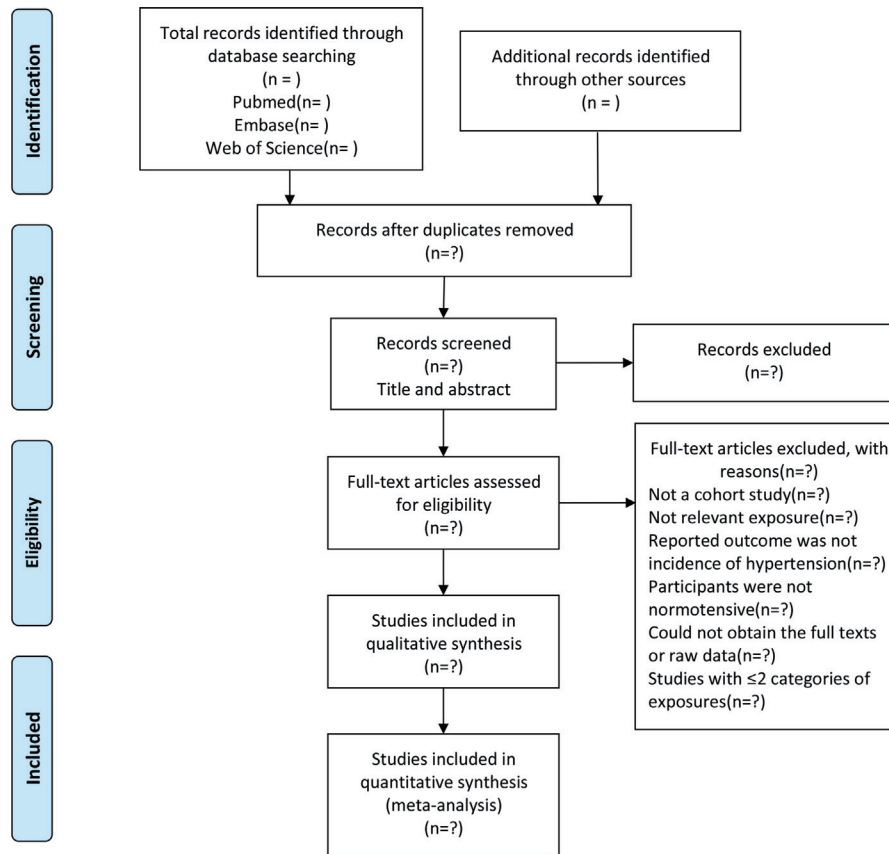 Identification
Total records identified through
database searching
(n = )
Pubmed(n= )
Embase(n= )
Web of Science(n= )
Additional records identified
through other sources
(n = )
Screening
Records after duplicates removed
(n=?)
Records screened
(n=?)
Title and abstract
Records excluded
(n=?)
Eligibility
Full-text articles assessed
for eligibility
(n=?)
Full-text articles excluded, with
reasons(n=?)
Not a cohort study(n=?)
Not relevant exposure(n=?)
Reported outcome was not
incidence of hypertension(n=?)
Participants were not
normotensive(n=?)
Could not obtain the full texts
or raw data(n=?)
Studies with ≤2 categories of
exposures(n=?)
Studies included in
qualitative synthesis
(n=?)
Included
Studies included in
quantitative synthesis
(meta-analysis)
(n=?)